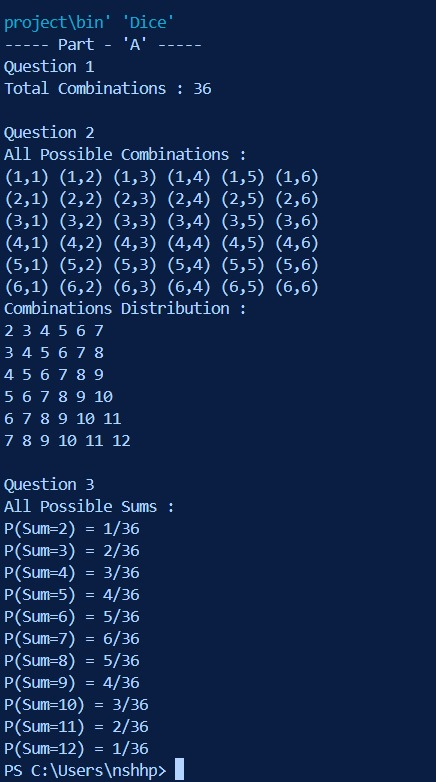 project\bin' 'Dice'
----- Part - 'A' -----
Question 1
Total Combinations : 36
Question 2
All Possible Combinations :
(1,1) (1,2) (1,3) (1,4) (1,5) (1,6)
(2,1) (2,2) (2,3) (2,4) (2,5) (2,6)
(3,1) (3,2) (3,3) (3,4) (3,5) (3,6)
(4,1) (4,2) (4,3) (4,4) (4,5) (4,6)
(5,1) (5,2) (5,3) (5,4) (5,5) (5,6)
(6,1) (6,2) (6,3) (6,4) (6,5) (6,6)
Combinations Distribution :
2 3 4 5 6 7
3 4 5 6 7 8
4 5 6 7 8 9
5 6 7 8 9 10
6 7 8 9 10 11
7 8 9 10 11 12
Question 3
All Possible Sums :
P(Sum=2) = 1/36
P(Sum=3) = 2/36
P(Sum=4) = 3/36
P(Sum=5) = 4/36
P(Sum=6) = 5/36
P(Sum=7) = 6/36
P(Sum=8) = 5/36
P(Sum=9) = 4/36
P(Sum=10) = 3/36
P(Sum=11) = 2/36
P(Sum=12) = 1/36
PS C:\Users\nshhp>